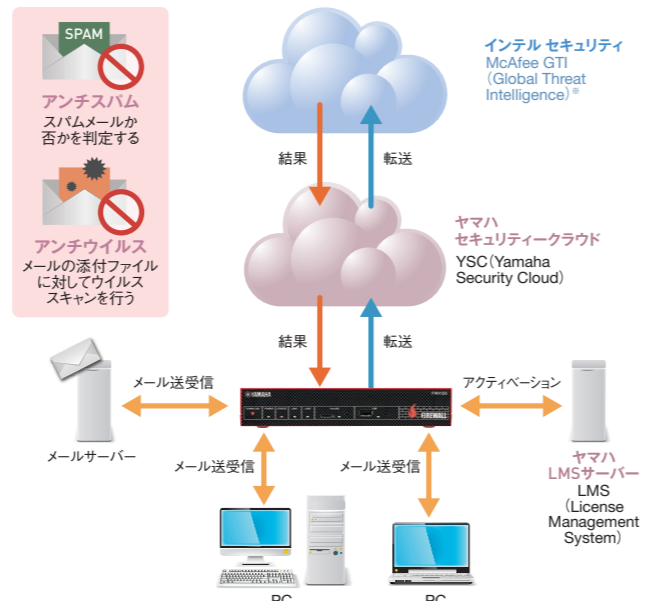 SPAM
アンチスパム
スパムメールか
否かを判定する
アンチウイルス
メールの添付ファイル
に対してウイルス
スキャンを行う
インテル セキュリティ
McAfee GTI
（Global Threat
Intelligence）※
結果
転送
ヤマハ
セキュリティークラウド
YSC（Yamaha
Security Cloud）
結果
転送
メール送受信
アクティベーション
YAMAHA
FIREWALL
メールサーバー
メール送受信
メール送受信
ヤマハ
LMSサーバー
LMS
（License
Management
System）
PC
PC